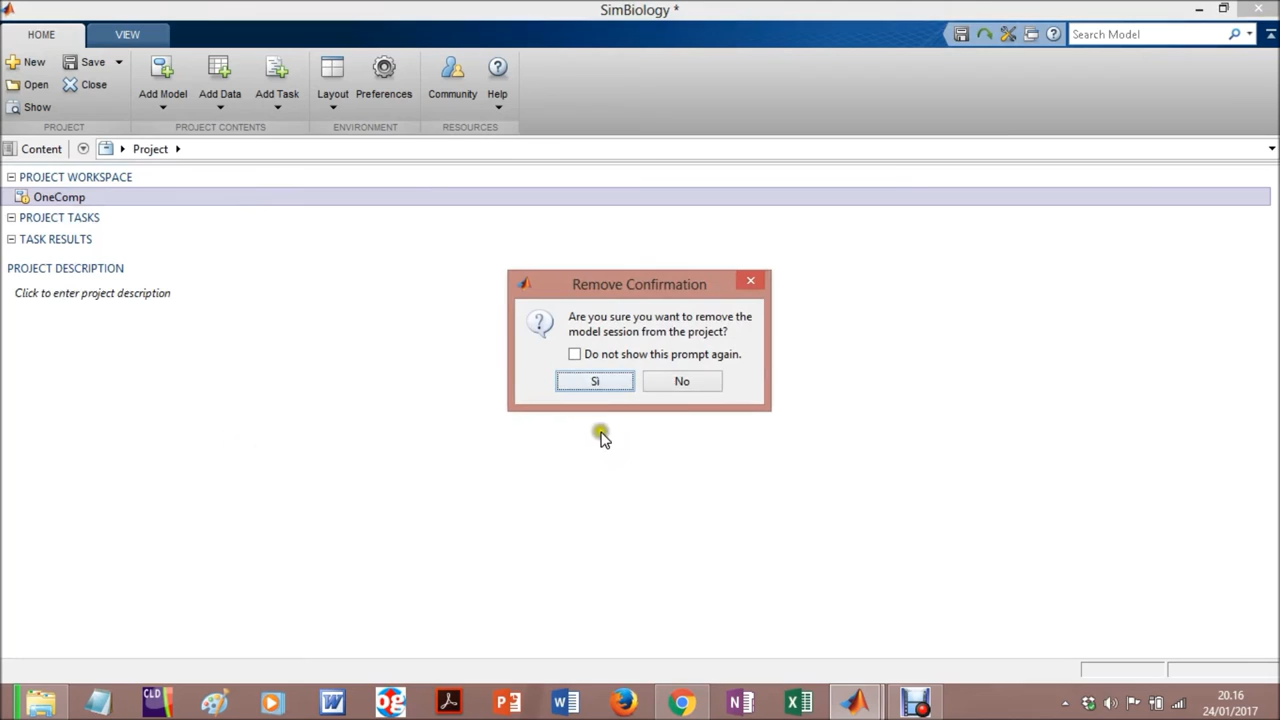 SimBiology *
HOME
VIEW
Search Model
New
Save
Open
Close
Show
Add Model
Add Data
Add Task
Layout
Preferences
Community
Help
PROJECT
PROJECT CONTENTS
ENVIRONMENT
RESOURCES
Content
Project
PROJECT WORKSPACE
OneComp
PROJECT TASKS
TASK RESULTS
PROJECT DESCRIPTION
Click to enter project description
Remove Confirmation
Are you sure you want to remove the
model session from the project?
Do not show this prompt again.
Sì
No
CLD
og
20.16
24/01/2017